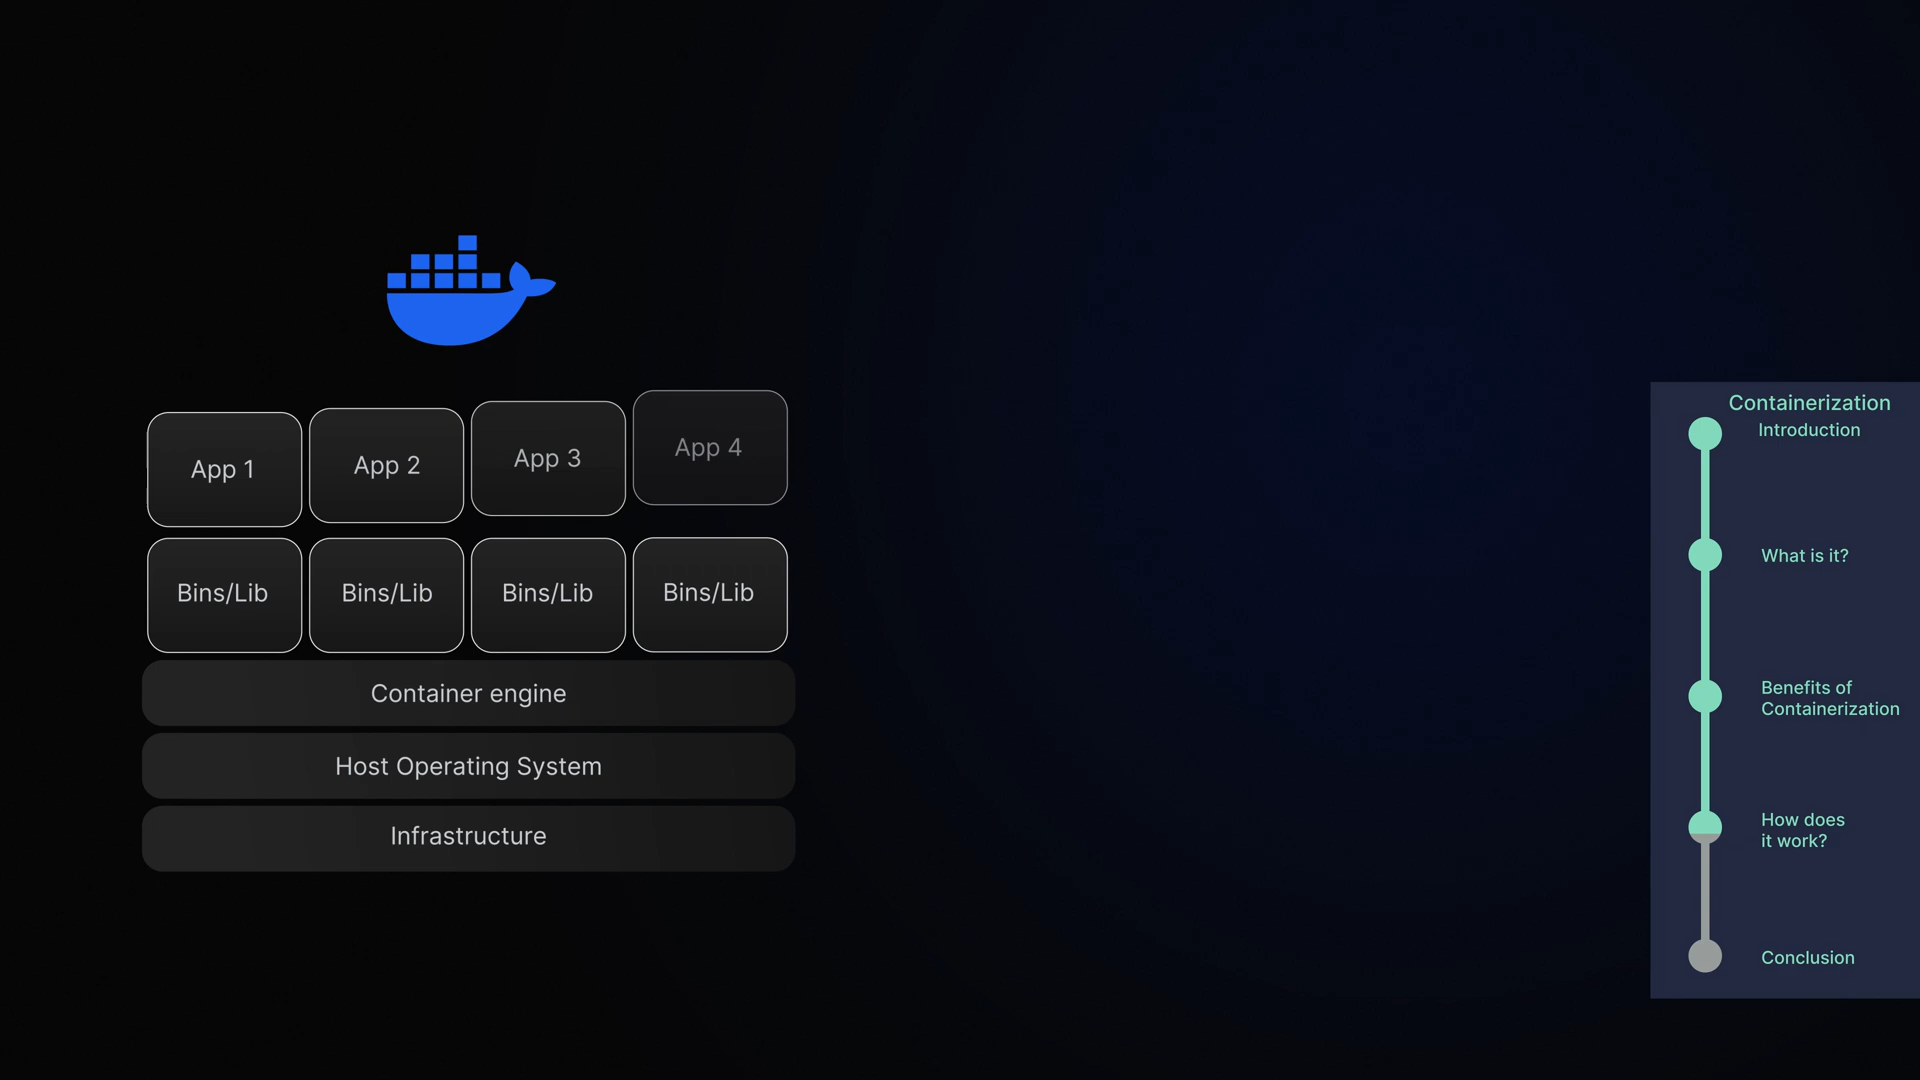 App 1
App 2
App 3
App 4
Bins/Lib
Bins/Lib
Bins/Lib
Bins/Lib
Container engine
Host Operating System
Infrastructure
Containerization
Introduction
What is it?
Benefits of
Containerization
How does
it work?
Conclusion